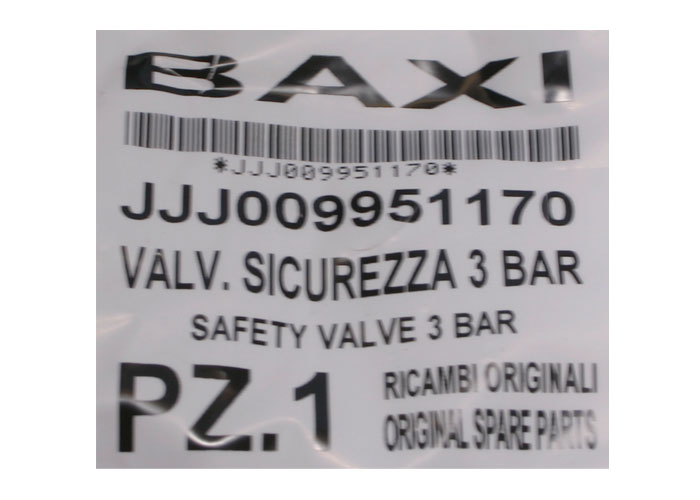 BAXI
*JJJ009951170*
JJJ009951170
VALV. SICUREZZA 3 BAR
SAFETY VALVE 3 BAR
PZ.1
RICAMBI ORIGINALI
ORIGINAL SPARE PARTS